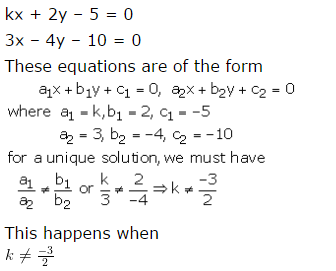 kx + 2y – 5 = 0
3x – 4y – 10 = 0
These equations are of the form
a₁x + b₁y + c₁ = 0, a₂x + b₂y + c₂ = 0
where a₁ = k, b₁ = 2, c₁ = –5
a₂ = 3, b₂ = –4, c₂ = –10
for a unique solution, we must have
a₁/a₂ ≠ b₁/b₂ or k/3 ≠ 2/-4 ⇒ k ≠ -3/2
This happens when
k ≠ -3/2